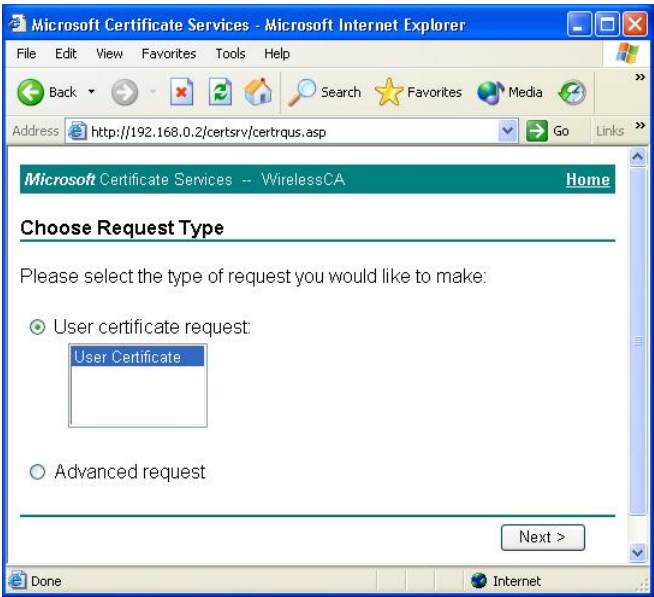 Microsoft Certificate Services - Microsoft Internet Explorer
File Edit View Favorites Tools Help
Back Search Favorites Media
Address http://192.168.0.2/certsrv/certrqus.asp Go Links »
Microsoft Certificate Services -- WirelessCA Home
Choose Request Type
Please select the type of request you would like to make:
User certificate request:
User Certificate
Advanced request
Next >
Done Internet